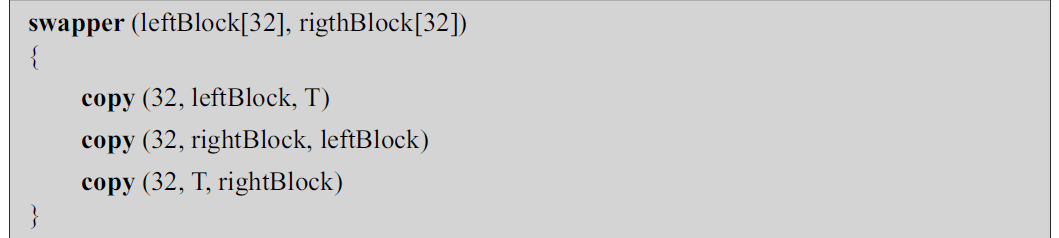 swapper (leftBlock[32], rigthBlock[32])
{
copy (32, leftBlock, T)
copy (32, rightBlock, leftBlock)
copy (32, T, rightBlock)
}